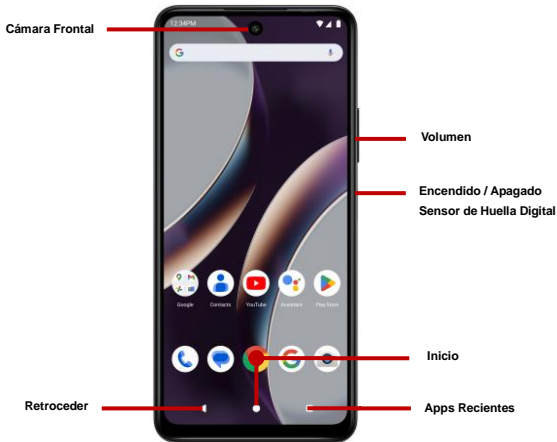 12:34PM
Cámara Frontal
Volumen
Encendido / Apagado
Sensor de Huella Digital
Google
Contacts
YouTube
Assistant
Play Store
Inicio
Retroceder
Apps Recientes